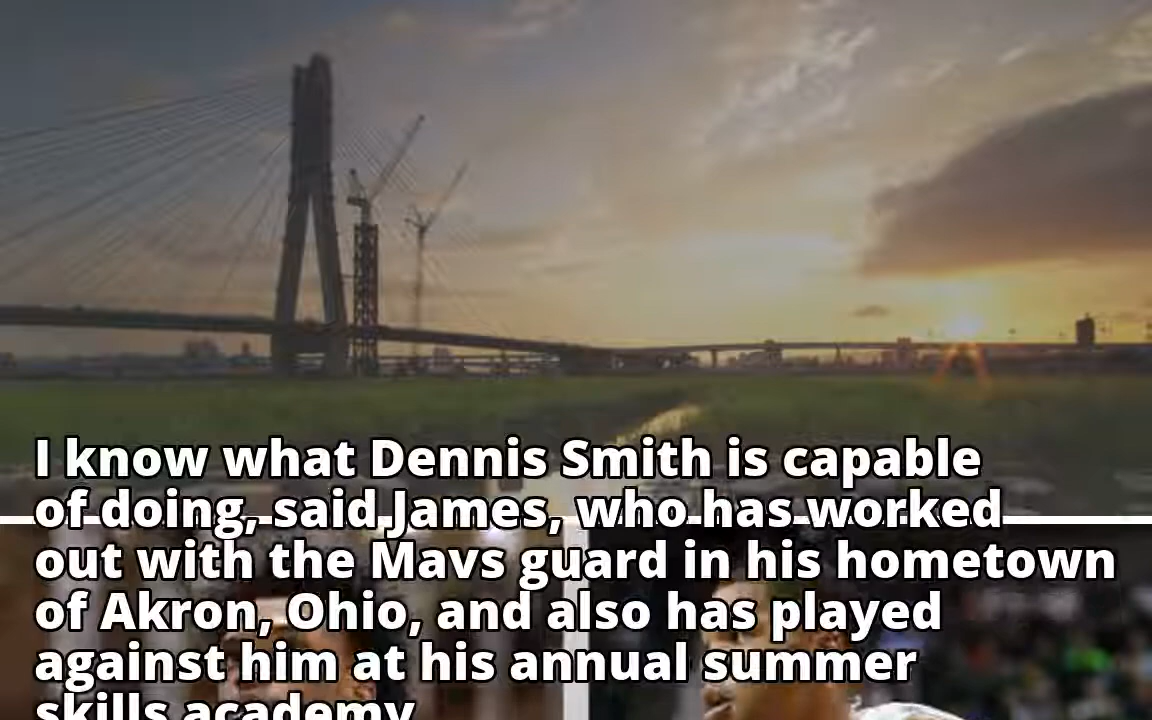 I know what Dennis Smith is capable
of doing, said James, who has worked
out with the Mavs guard in his hometown
of Akron, Ohio, and also has played
against him at his annual summer
skills academy